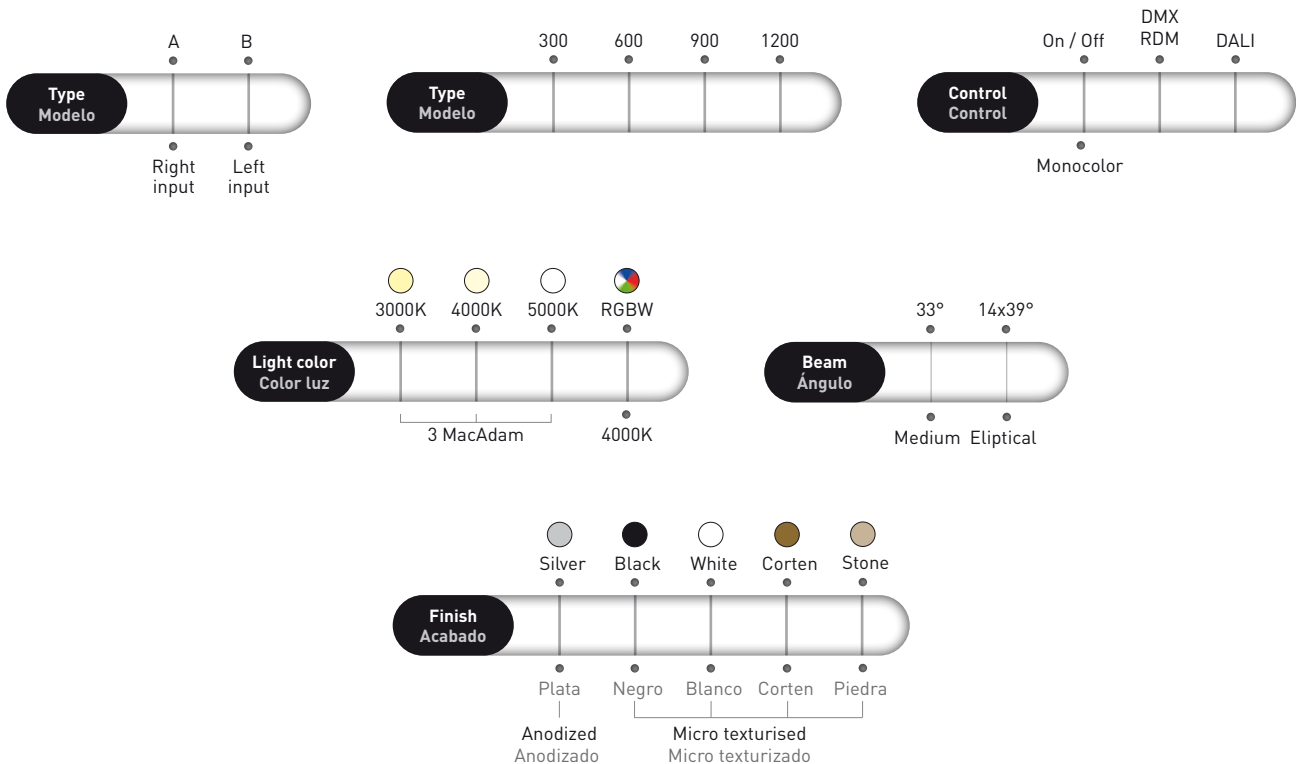 A B
Type
Modelo
Right
input
Left
input
300 600 900 1200
Type
Modelo
On / Off
DMX
RDM
DALI
Control
Control
Monocolor
3000K 4000K 5000K RGBW
Light color
Color luz
3 MacAdam
4000K
33° 14x39°
Beam
Ángulo
Medium Eliptical
Silver Black White Corten Stone
Finish
Acabado
Plata Negro Blanco Corten Piedra
Anodized Micro texturised
Anodizado Micro texturizado